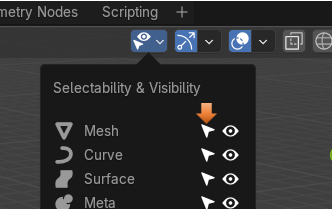 metry Nodes Scripting +
Selectability & Visibility
Mesh
Curve
Surface
Meta